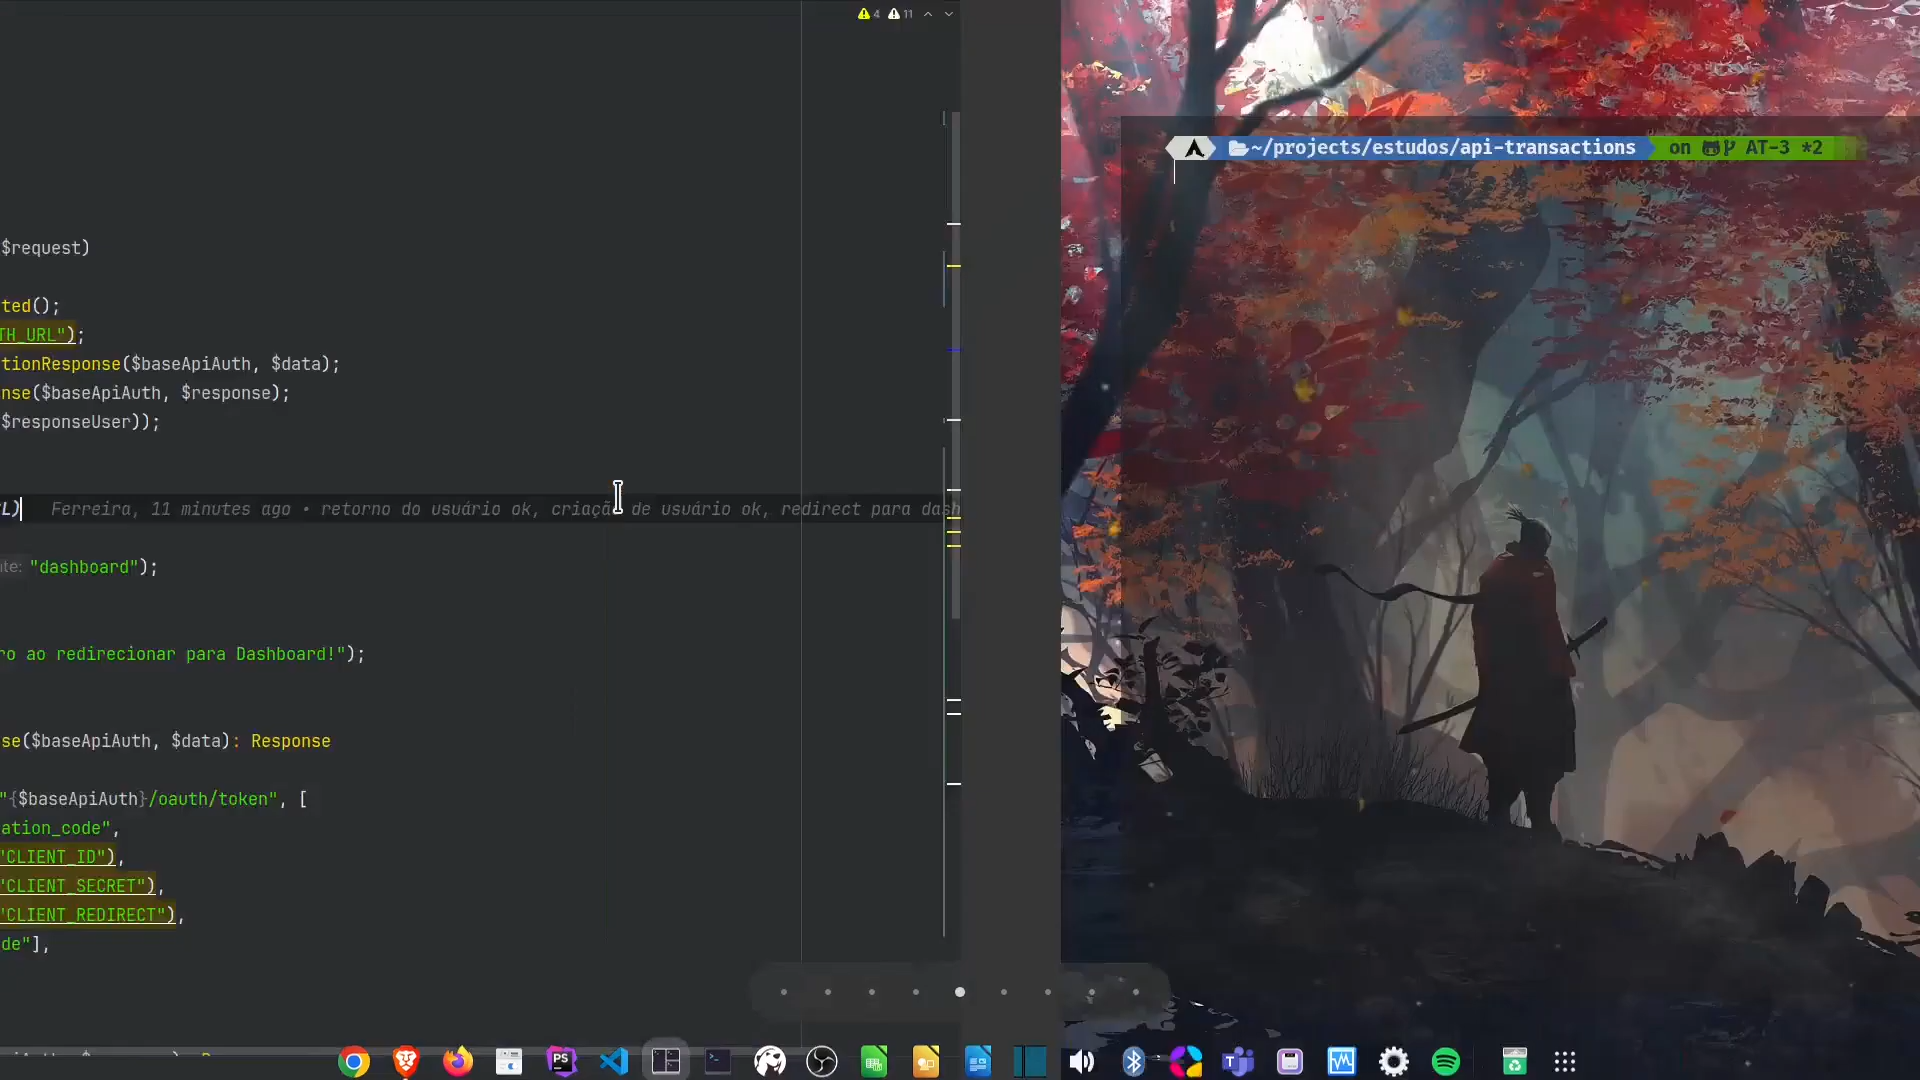 4 11
$request)
ted();
TH_URL");
tionResponse($baseApiAuth, $data);
nse($baseApiAuth, $response);
$responseUser));
L) Ferreira, 11 minutes ago • retorno do usuário ok, criação de usuário ok, redirect para dash
ute: "dashboard");
ro ao redirecionar para Dashboard!");
se($baseApiAuth, $data): Response
"{$baseApiAuth}/oauth/token", [
ation_code",
"CLIENT_ID"),
"CLIENT_SECRET"),
"CLIENT_REDIRECT"),
de"],
~/projects/estudos/api-transactions on AT-3 *2
PS